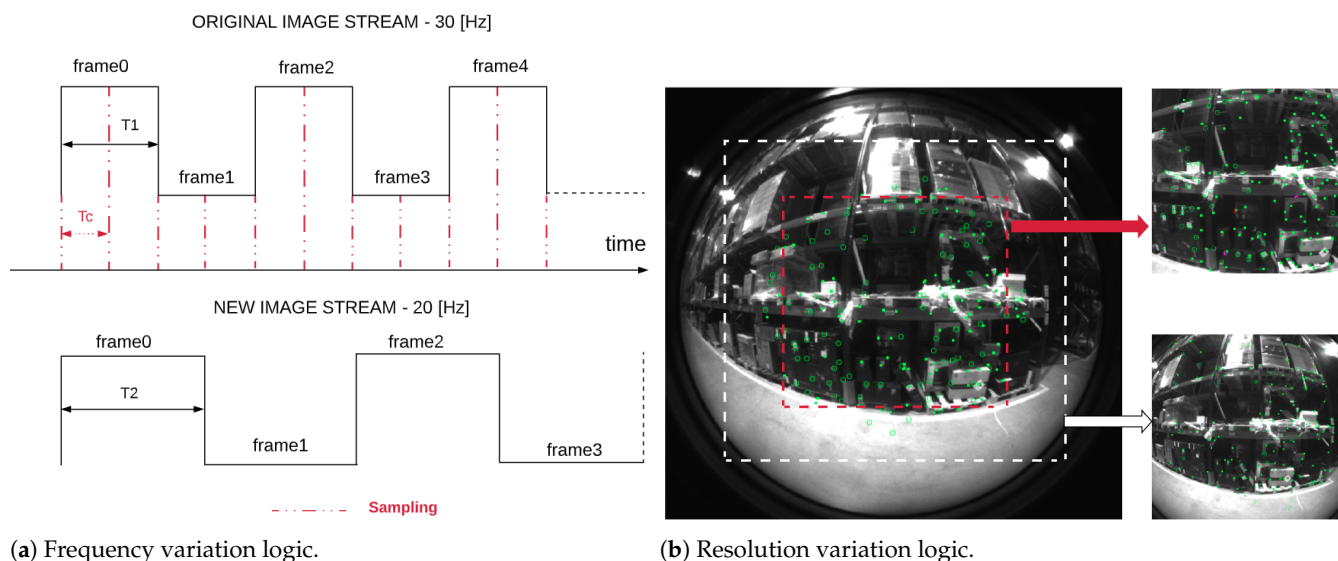 ORIGINAL IMAGE STREAM - 30 [Hz]
frame0
frame2
frame4
T1
frame1
frame3
Tc
time
NEW IMAGE STREAM - 20 [Hz]
frame0
frame2
T2
frame1
frame3
Sampling
(a) Frequency variation logic.
(b) Resolution variation logic.